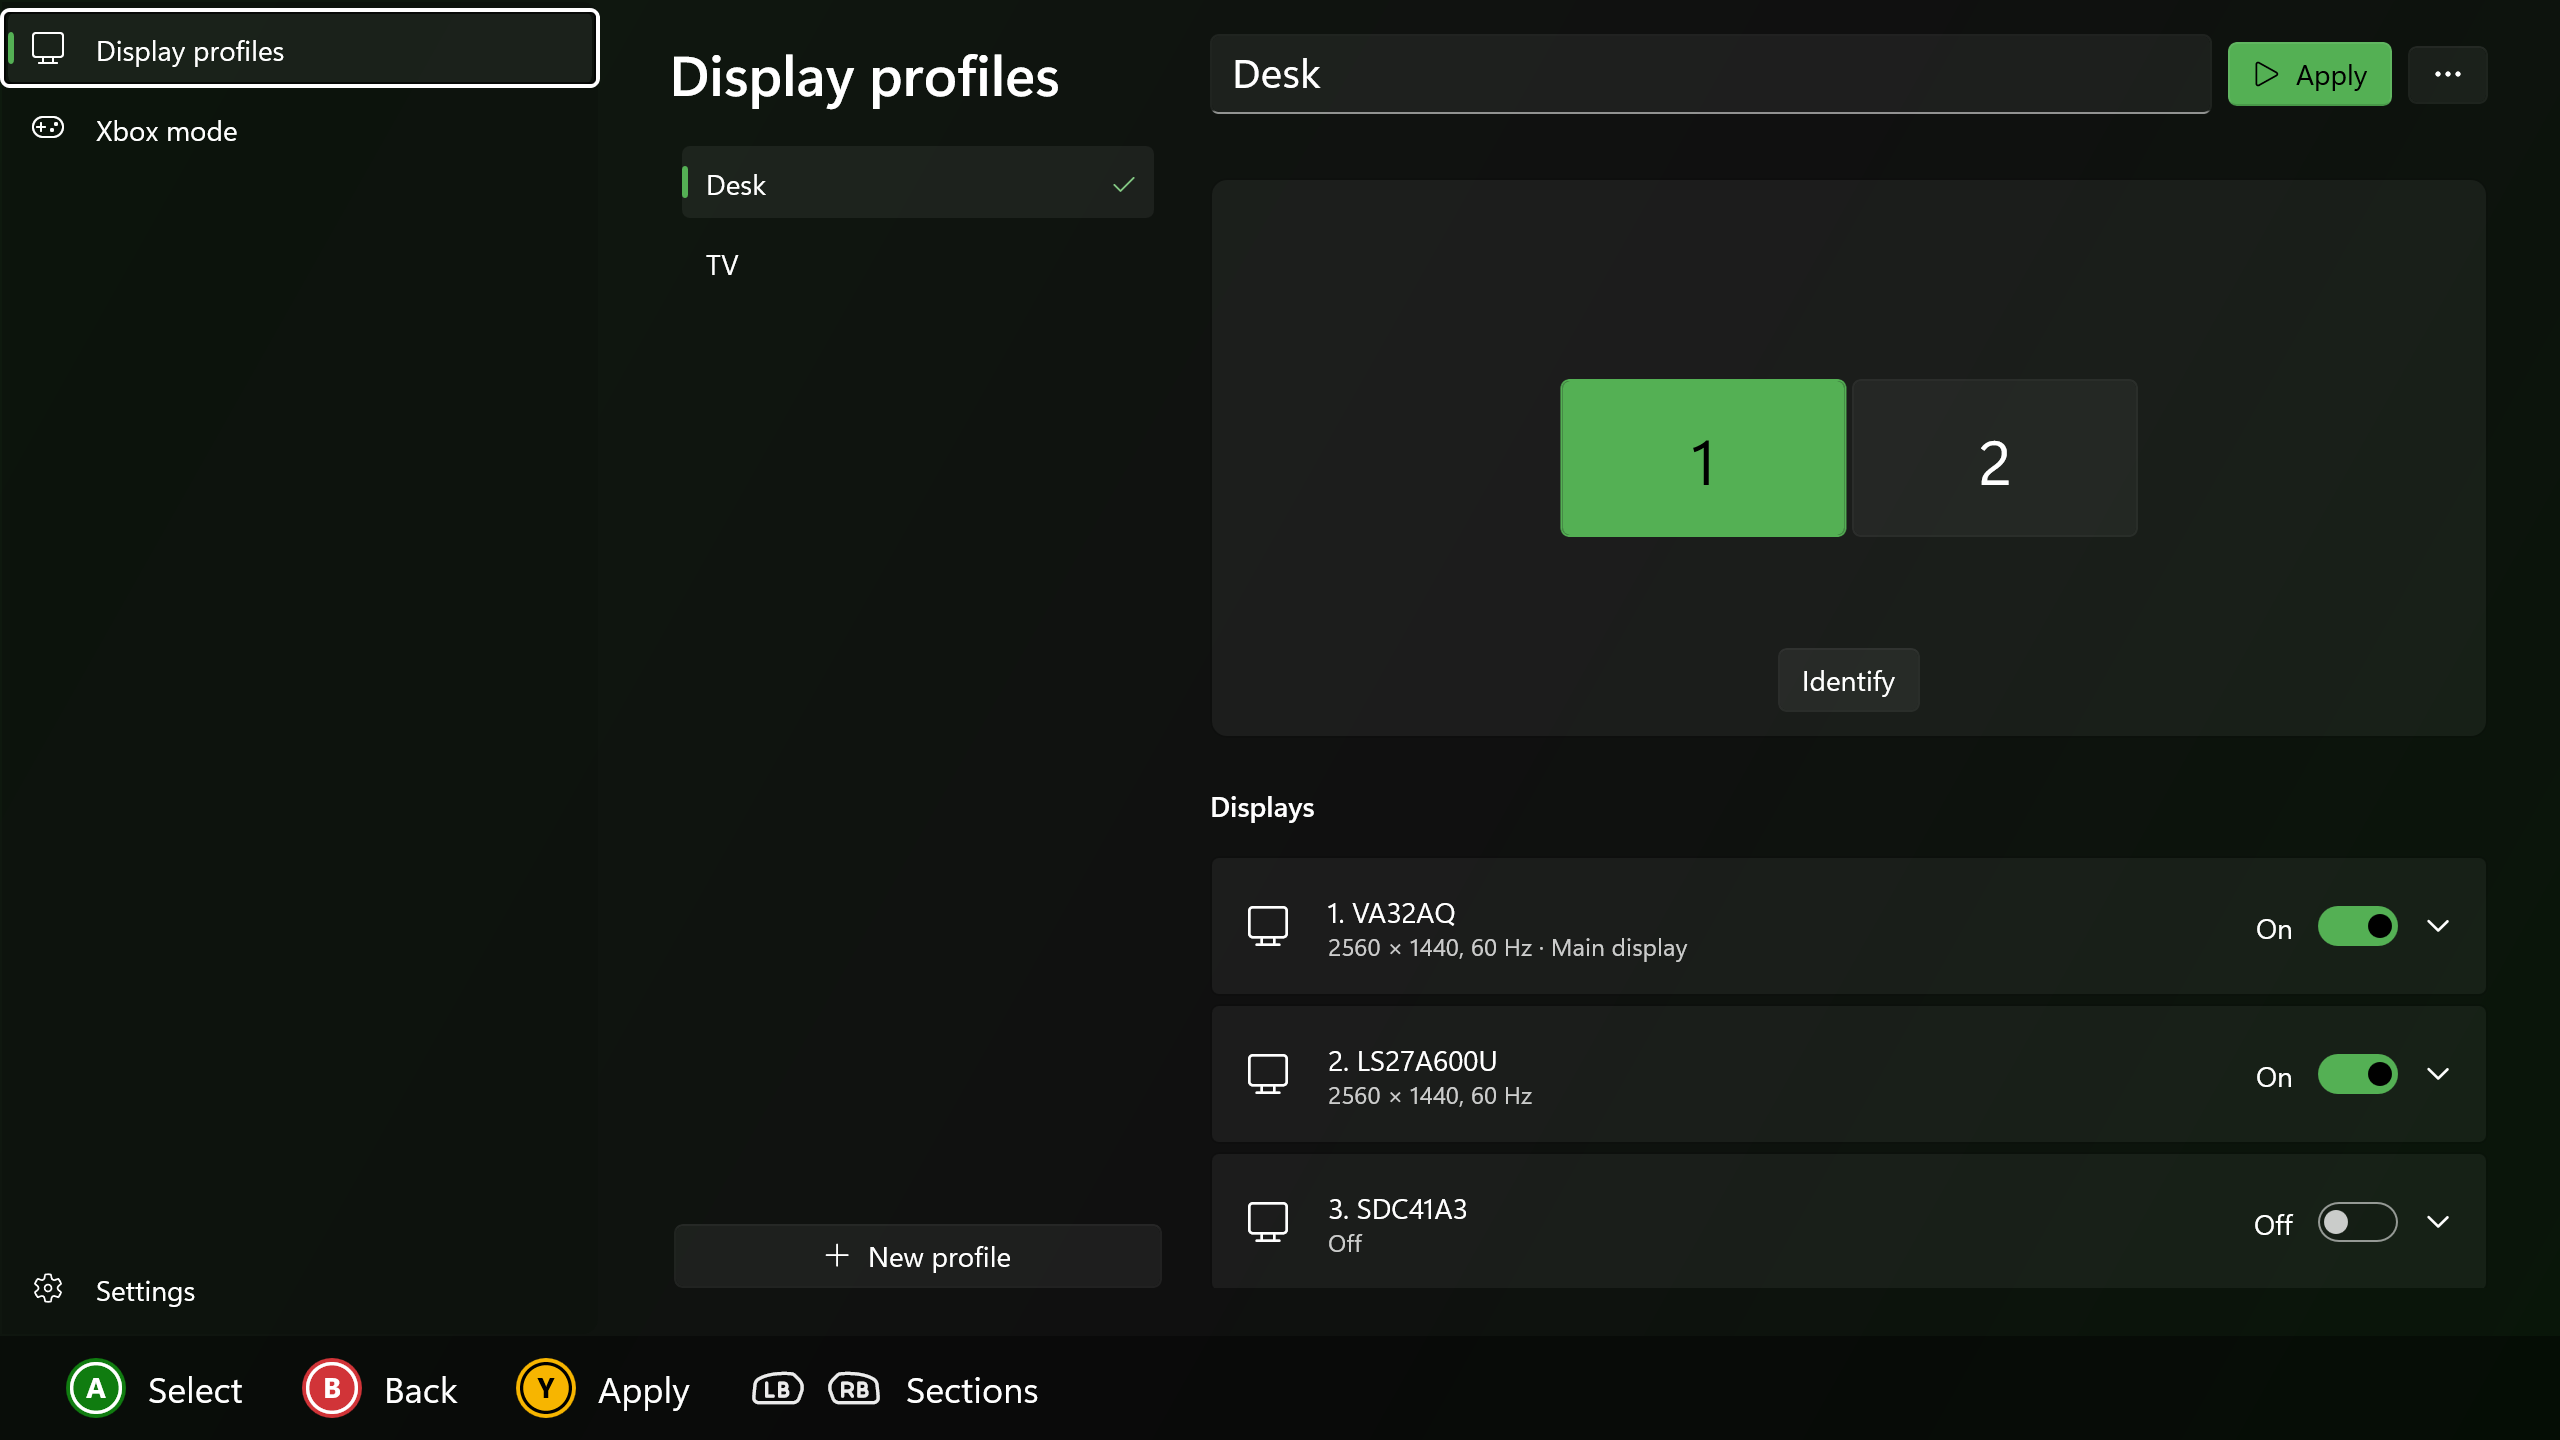 Display profiles
Xbox mode
Settings
Display profiles
Desk
TV
New profile
Desk
Apply
1
2
Identify
Displays
1. VA32AQ
2560 × 1440, 60 Hz · Main display
On
2. LS27A600U
2560 × 1440, 60 Hz
On
3. SDC41A3
Off
Off
A Select
B Back
Y Apply
LB RB Sections